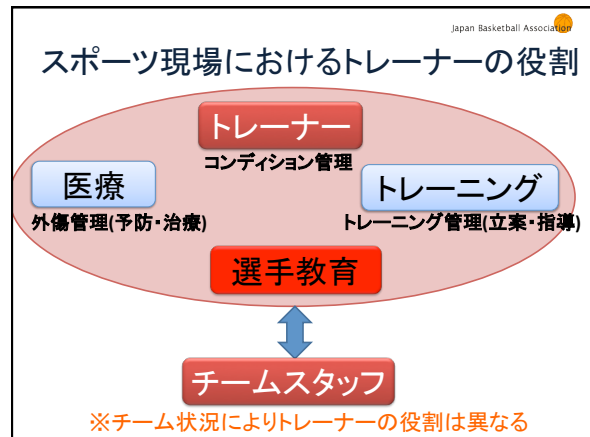 Japan Basketball Association
スポーツ現場におけるトレーナーの役割
トレーナー
コンディション管理
医療
トレーニング
外傷管理(予防・治療)
トレーニング管理(立案・指導)
選手教育
チームスタッフ
※チーム状況によりトレーナーの役割は異なる